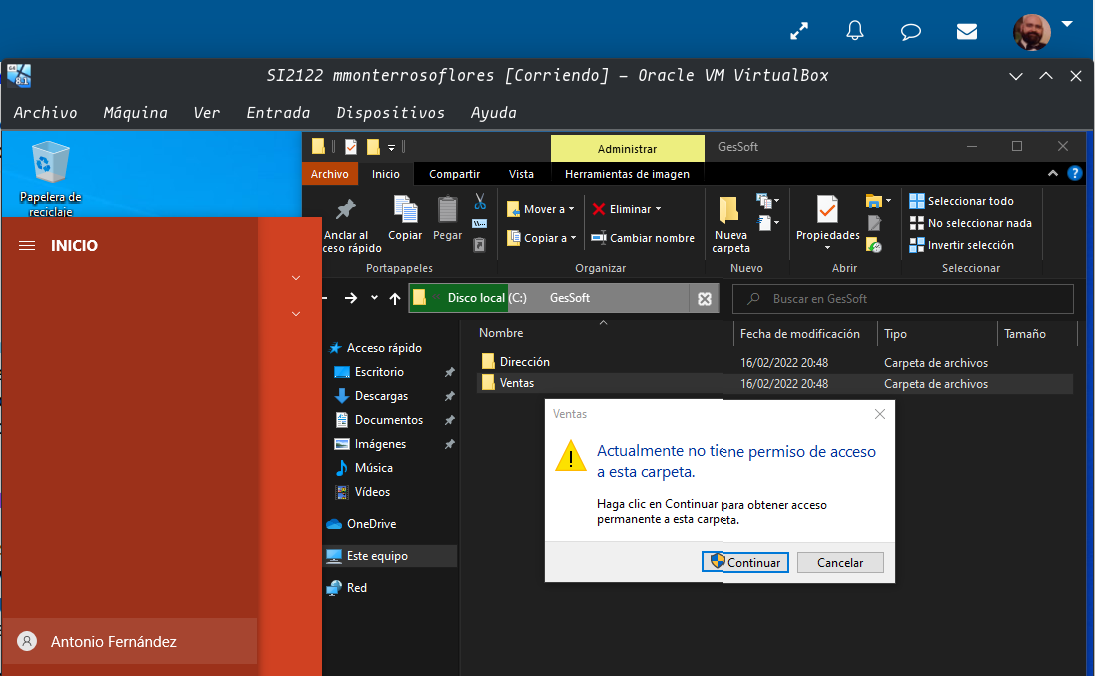 SI2122 mmonterrosoflores [Corriendo] – Oracle VM VirtualBox
Archivo Máquina Ver Entrada Dispositivos Ayuda
Papelera de
reciclaje
INICIO
Antonio Fernández
Administrar
GesSoft
Archivo Inicio Compartir Vista Herramientas de imagen
Anclar al
ceso rápido
Copiar
Pegar
Portapapeles
Mover a
Copiar a
Eliminar
Cambiar nombre
Organizar
Nueva
carpeta
Nuevo
Propiedades
Abrir
Seleccionar todo
No seleccionar nada
Invertir selección
Seleccionar
Disco local (C:) GesSoft
Buscar en GesSoft
Acceso rápido
Escritorio
Descargas
Documentos
Imágenes
Música
Vídeos
OneDrive
Este equipo
Red
Nombre Fecha de modificación Tipo Tamaño
Dirección 16/02/2022 20:48 Carpeta de archivos
Ventas 16/02/2022 20:48 Carpeta de archivos
Ventas
Actualmente no tiene permiso de acceso
a esta carpeta.
Haga clic en Continuar para obtener acceso
permanente a esta carpeta.
Continuar Cancelar